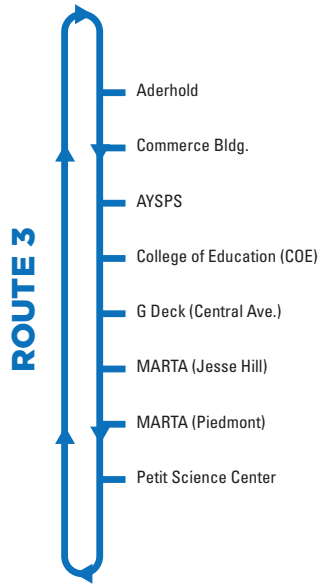 ROUTE 3
Aderhold
Commerce Bldg.
AYSPS
College of Education (COE)
G Deck (Central Ave.)
MARTA (Jesse Hill)
MARTA (Piedmont)
Petit Science Center